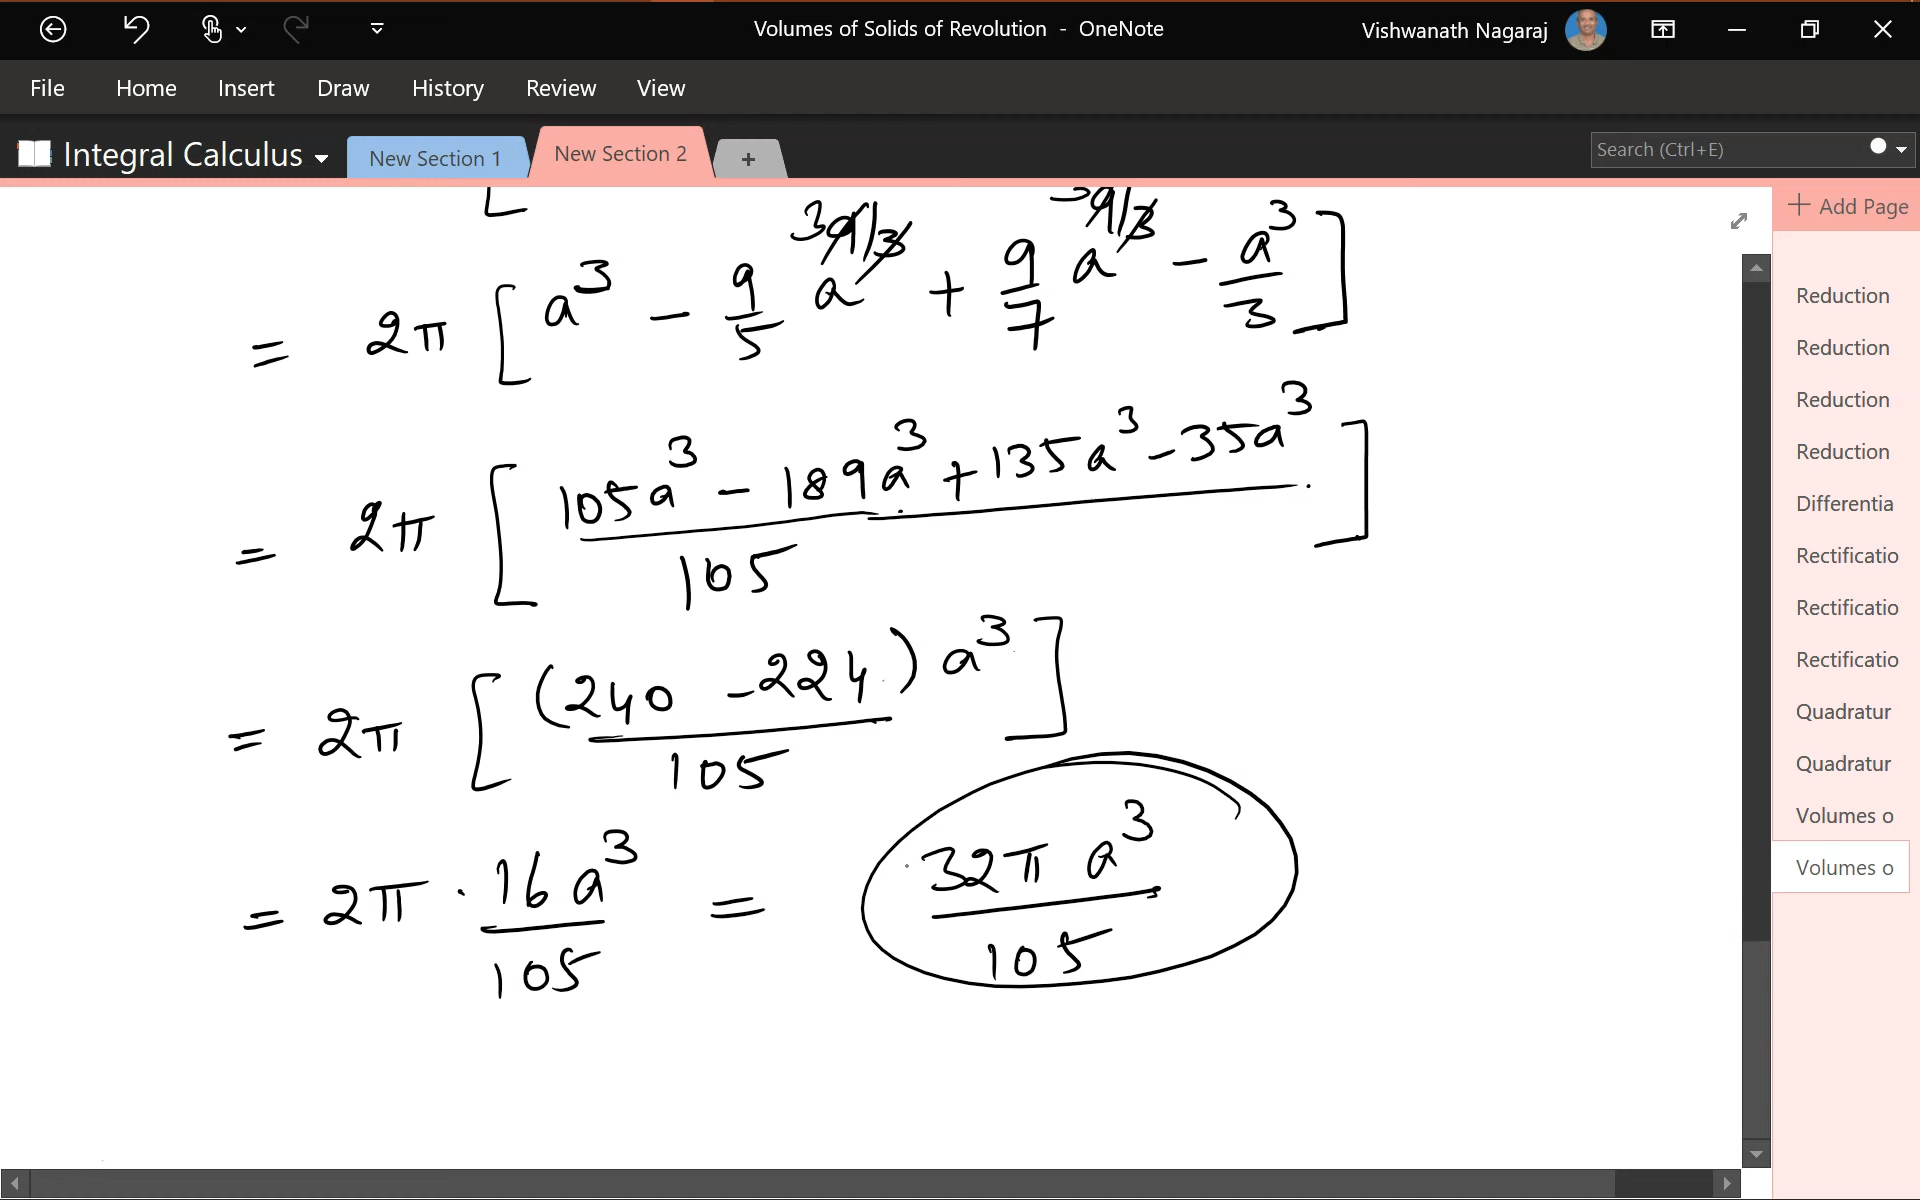 Volumes of Solids of Revolution - OneNote
Vishwanath Nagaraj
File Home Insert Draw History Review View
Integral Calculus New Section 1 New Section 2 +
Search (Ctrl+E)
+ Add Page
= 2π [ a³ - 9/5 a^3 + 9/7 a^3 - a³/3 ]
= 2π [ (105a³ - 189a³ + 135a³ - 35a³)/105 ]
= 2π [ (240 - 224) a³/105 ]
= 2π · 16a³/105 = 32π a³/105
Reduction
Reduction
Reduction
Reduction
Differentia
Rectificatio
Rectificatio
Rectificatio
Quadratur
Quadratur
Volumes o
Volumes o